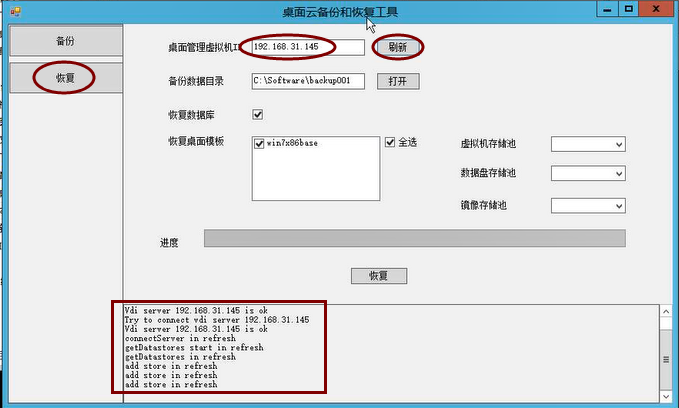 桌面云备份和恢复工具
备份
恢复
桌面管理虚拟机I 192.168.31.145 刷新
备份数据目录 C:\Software\backup001 打开
恢复数据库
恢复桌面模板 win7x86base 全选
虚拟机存储池
数据盘存储池
镜像存储池
进度
恢复
Vdi server 192.168.31.145 is ok
Try to connect vdi server 192.168.31.145
Vdi server 192.168.31.145 is ok
connectServer in refresh
getDatastores start in refresh
getDatastores in refresh
add store in refresh
add store in refresh
add store in refresh